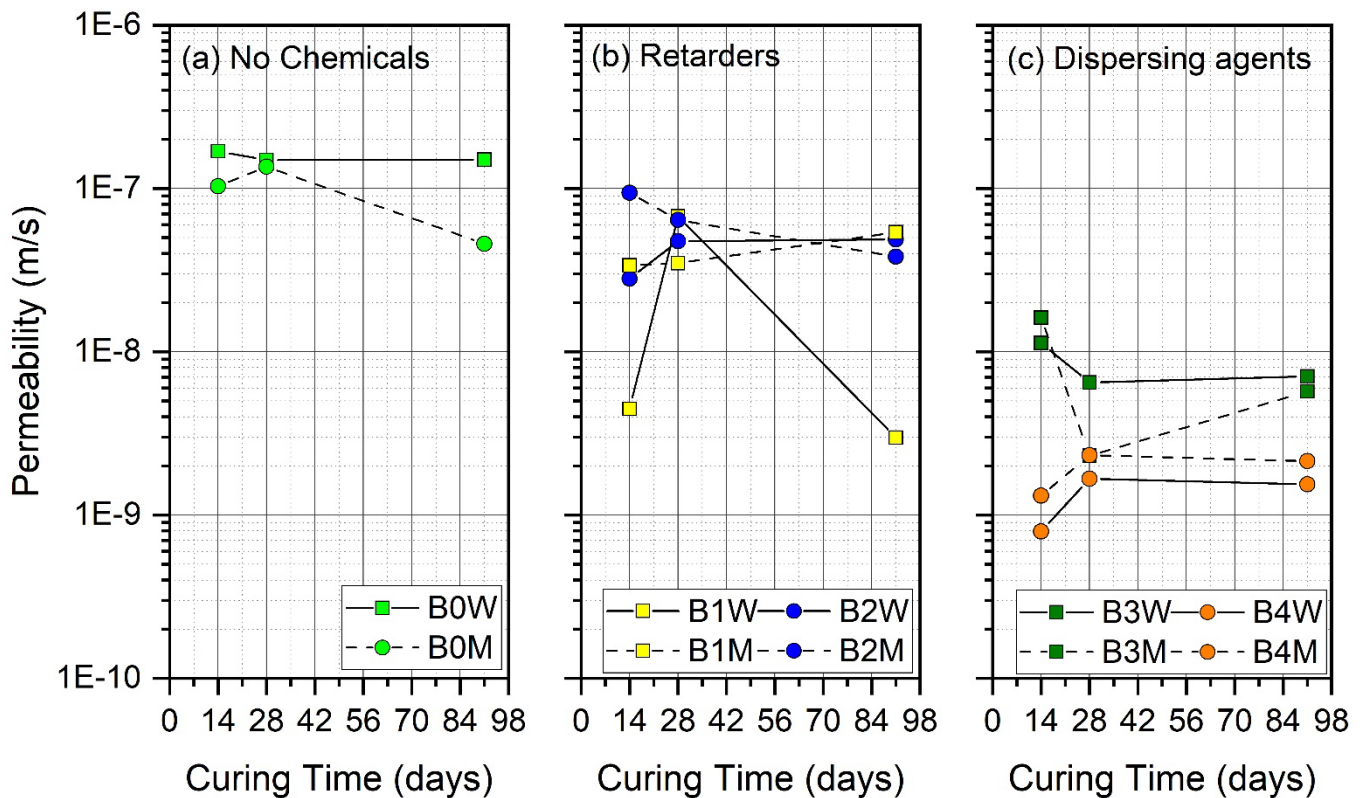 Permeability (m/s)
1E-6
1E-7
1E-8
1E-9
1E-10
(a) No Chemicals
B0W
B0M
0 14 28 42 56 70 84 98
Curing Time (days)
(b) Retarders
B1W B2W
B1M B2M
0 14 28 42 56 70 84 98
Curing Time (days)
(c) Dispersing agents
B3W B4W
B3M B4M
0 14 28 42 56 70 84 98
Curing Time (days)